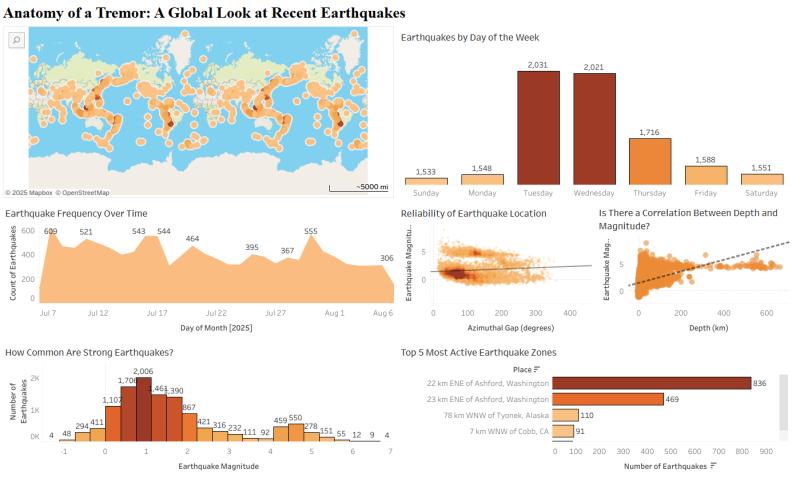 Anatomy of a Tremor: A Global Look at Recent Earthquakes
© 2025 Mapbox © OpenStreetMap
~5000 mi
Earthquakes by Day of the Week
2,031
2,021
1,716
1,533
1,548
1,588
1,551
Sunday Monday Tuesday Wednesday Thursday Friday Saturday
Earthquake Frequency Over Time
Count of Earthquakes
600
400
200
0
609 521 543 544 464 395 367 555 306
Jul 7 Jul 12 Jul 17 Jul 22 Jul 27 Aug 1 Aug 6
Day of Month [2025]
Reliability of Earthquake Location
Earthquake Magnitu..
5
0
0 100 200 300 400
Azimuthal Gap (degrees)
Is There a Correlation Between Depth and
Magnitude?
Earthquake Mag..
5
0
0 200 400 600
Depth (km)
How Common Are Strong Earthquakes?
Number of
Earthquakes
2K
1K
0K
4 48 294 411 1,107 1,706 2,006 1,461 1,390 867 421 316 232 111 92 459 550 278 151 55 12 9 4
-1 0 1 2 3 4 5 6 7
Earthquake Magnitude
Top 5 Most Active Earthquake Zones
Place
22 km ENE of Ashford, Washington 836
23 km ENE of Ashford, Washington 469
78 km WNW of Tyonek, Alaska 110
7 km WNW of Cobb, CA 91
0 100 200 300 400 500 600 700 800 900
Number of Earthquakes